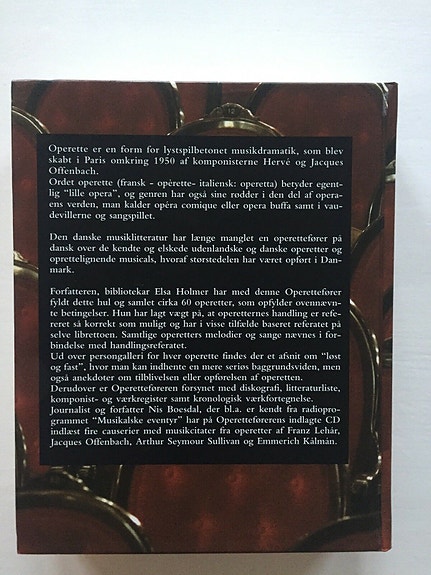 Operette er en form for lystspilbetonet musikdramatik, som blev
skabt i Paris omkring 1950 af komponisterne Hervé og Jacques
Offenbach.
Ordet operette (fransk - opèrette- italiensk: operetta) betyder egent-
lig "lille opera", og genren har også sine rødder i den del af opera-
ens verden, man kalder opéra comique eller opera buffa samt i vau-
devillerne og sangspillet.
Den danske musiklitteratur har længe manglet en operettefører på
dansk over de kendte og elskede udenlandske og danske operetter og
oprettelignende musicals, hvoraf størstedelen har været opført i Dan-
mark.
Forfatteren, bibliotekar Elsa Holmer har med denne Operettefører
fyldt dette hul og samlet cirka 60 operetter, som opfylder ovennævn-
te betingelser. Hun har lagt vægt på, at operetternes handling er refe-
reret så korrekt som muligt og har i visse tilfælde baseret referatet på
selve librettoen. Samtlige operetters melodier og sange nævnes i for-
bindelse med handlingsreferatet.
Ud over persongalleri for hver operette findes der et afsnit om "løst
og fast", hvor man kan indhente en mere seriøs baggrundsviden, men
også anekdoter om tilblivelsen eller opførelsen af operetten.
Derudover er Operetteføreren forsynet med diskografi, litteraturliste,
komponist- og værkregister samt kronologisk værkfortegnelse.
Journalist og forfatter Nis Boesdal, der bl.a. er kendt fra radiopro-
grammet "Musikalske eventyr" har på Operetteførerens indlagte CD
indlæst fire causerier med musikcitater fra operetter af Franz Lehár,
Jacques Offenbach, Arthur Seymour Sullivan og Emmerich Kálmán.